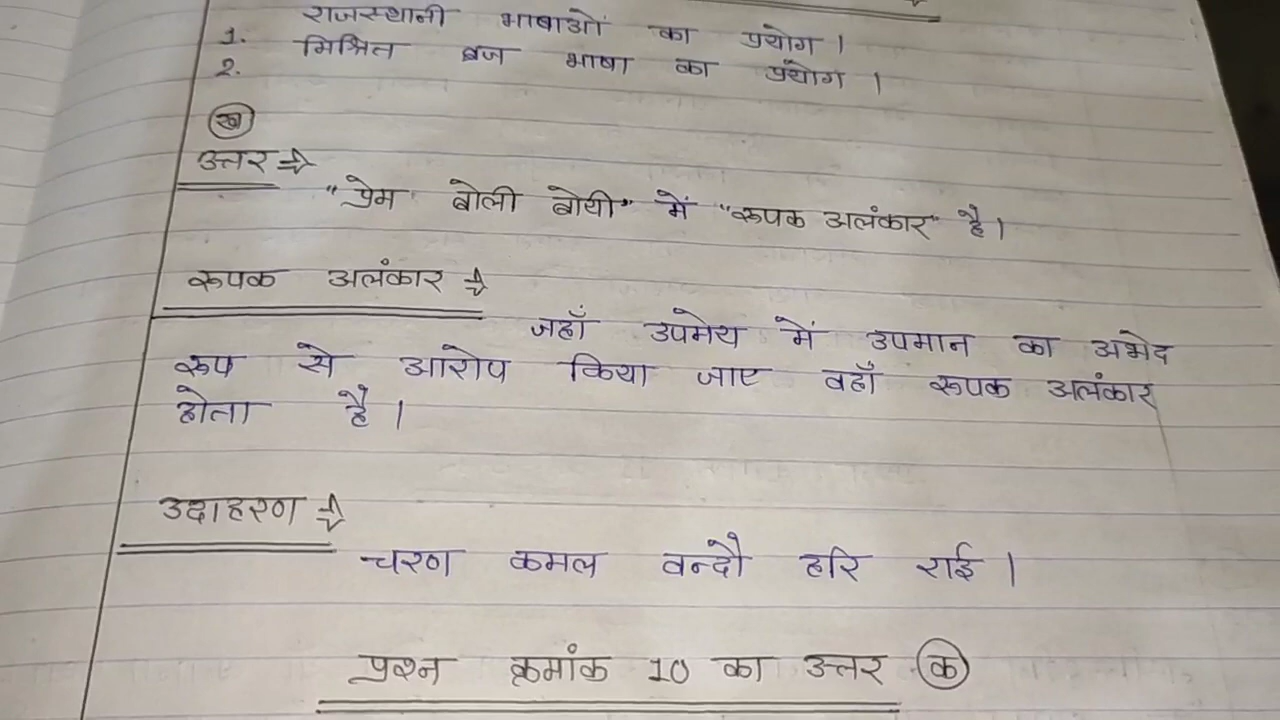 1. राजस्थानी भाषाओं का प्रयोग।
2. मिश्रित ब्रज भाषा का प्रयोग।
(ख)
उत्तर ⇒
"प्रेम बोली बोयी" में "रूपक अलंकार" है।
रूपक अलंकार ⇒
जहाँ उपमेय में उपमान का अभेद
रूप से आरोप किया जाए वहाँ रूपक अलंकार
होता है।
उदाहरण ⇒
चरण कमल वन्दौ हरि राई।
प्रश्न क्रमांक 10 का उत्तर (क)